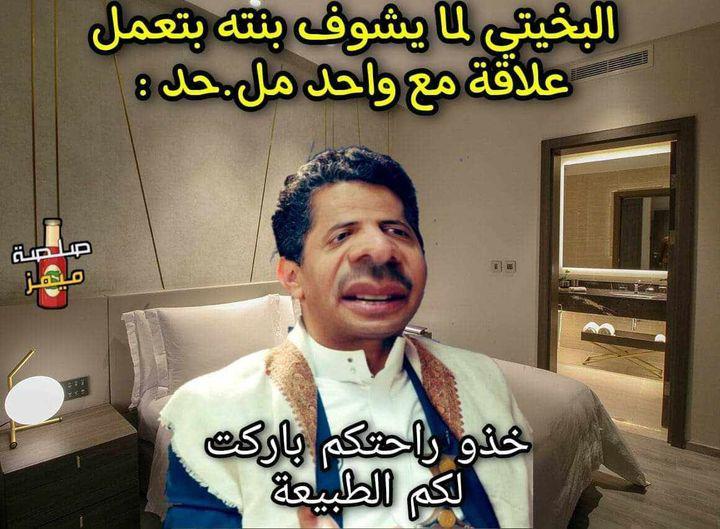 البخيتي لما يشوف بنته بتعمل
علاقة مع واحد مل.حد :
صلصة
ميمز
خذو راحتكم باركت
لكم الطبيعة